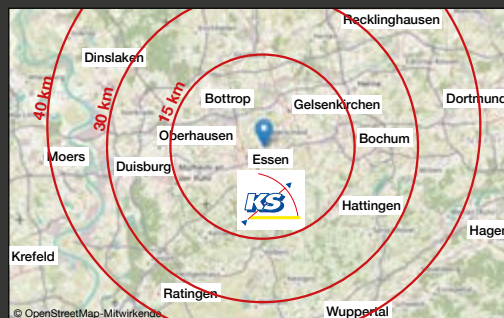 Recklinghausen
Dinslaken
40 km
30 km
15 km
Bottrop
Gelsenkirchen
Dortmund
Oberhausen
Bochum
Moers
Essen
Duisburg
KS
Hattingen
Hagen
Krefeld
Ratingen
Wuppertal
© OpenStreetMap-Mitwirkende